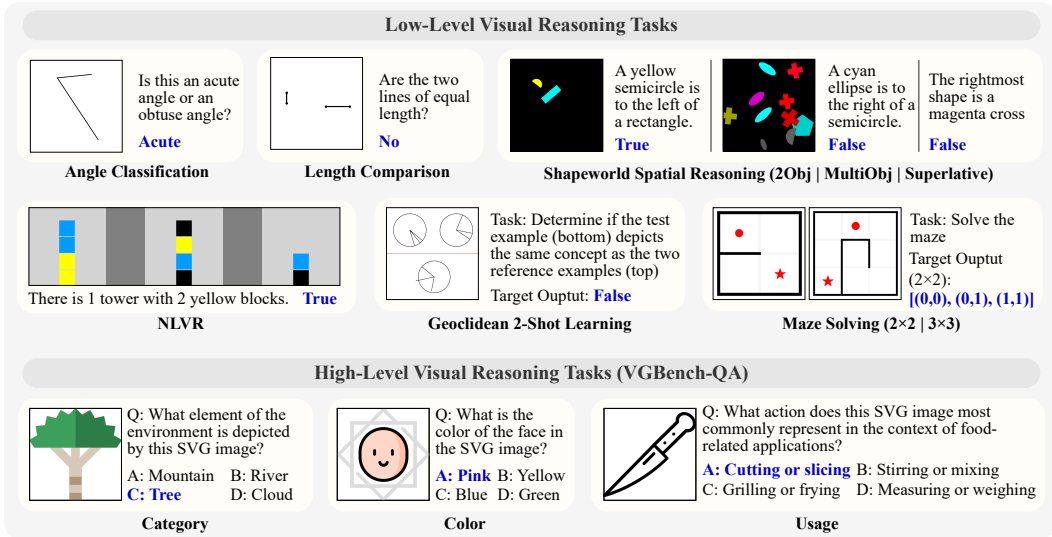 Low-Level Visual Reasoning Tasks
Is this an acute
angle or an
obtuse angle?
Acute
Angle Classification
Are the two
lines of equal
length?
No
Length Comparison
A yellow
semicircle is
to the left of
a rectangle.
True
A cyan
ellipse is to
the right of a
semicircle.
False
The rightmost
shape is a
magenta cross
False
Shapeworld Spatial Reasoning (2Obj | MultiObj | Superlative)
There is 1 tower with 2 yellow blocks. True
NLVR
Task: Determine if the test
example (bottom) depicts
the same concept as the two
reference examples (top)
Target Ouptut: False
Geoclidean 2-Shot Learning
Task: Solve the
maze
Target Ouptut
(2×2):
[(0,0), (0,1), (1,1)]
Maze Solving (2×2 | 3×3)
High-Level Visual Reasoning Tasks (VGBench-QA)
Q: What element of the
environment is depicted
by this SVG image?
A: Mountain B: River
C: Tree D: Cloud
Category
Q: What is the
color of the face in
the SVG image?
A: Pink B: Yellow
C: Blue D: Green
Color
Q: What action does this SVG image most
commonly represent in the context of food-
related applications?
A: Cutting or slicing B: Stirring or mixing
C: Grilling or frying D: Measuring or weighing
Usage